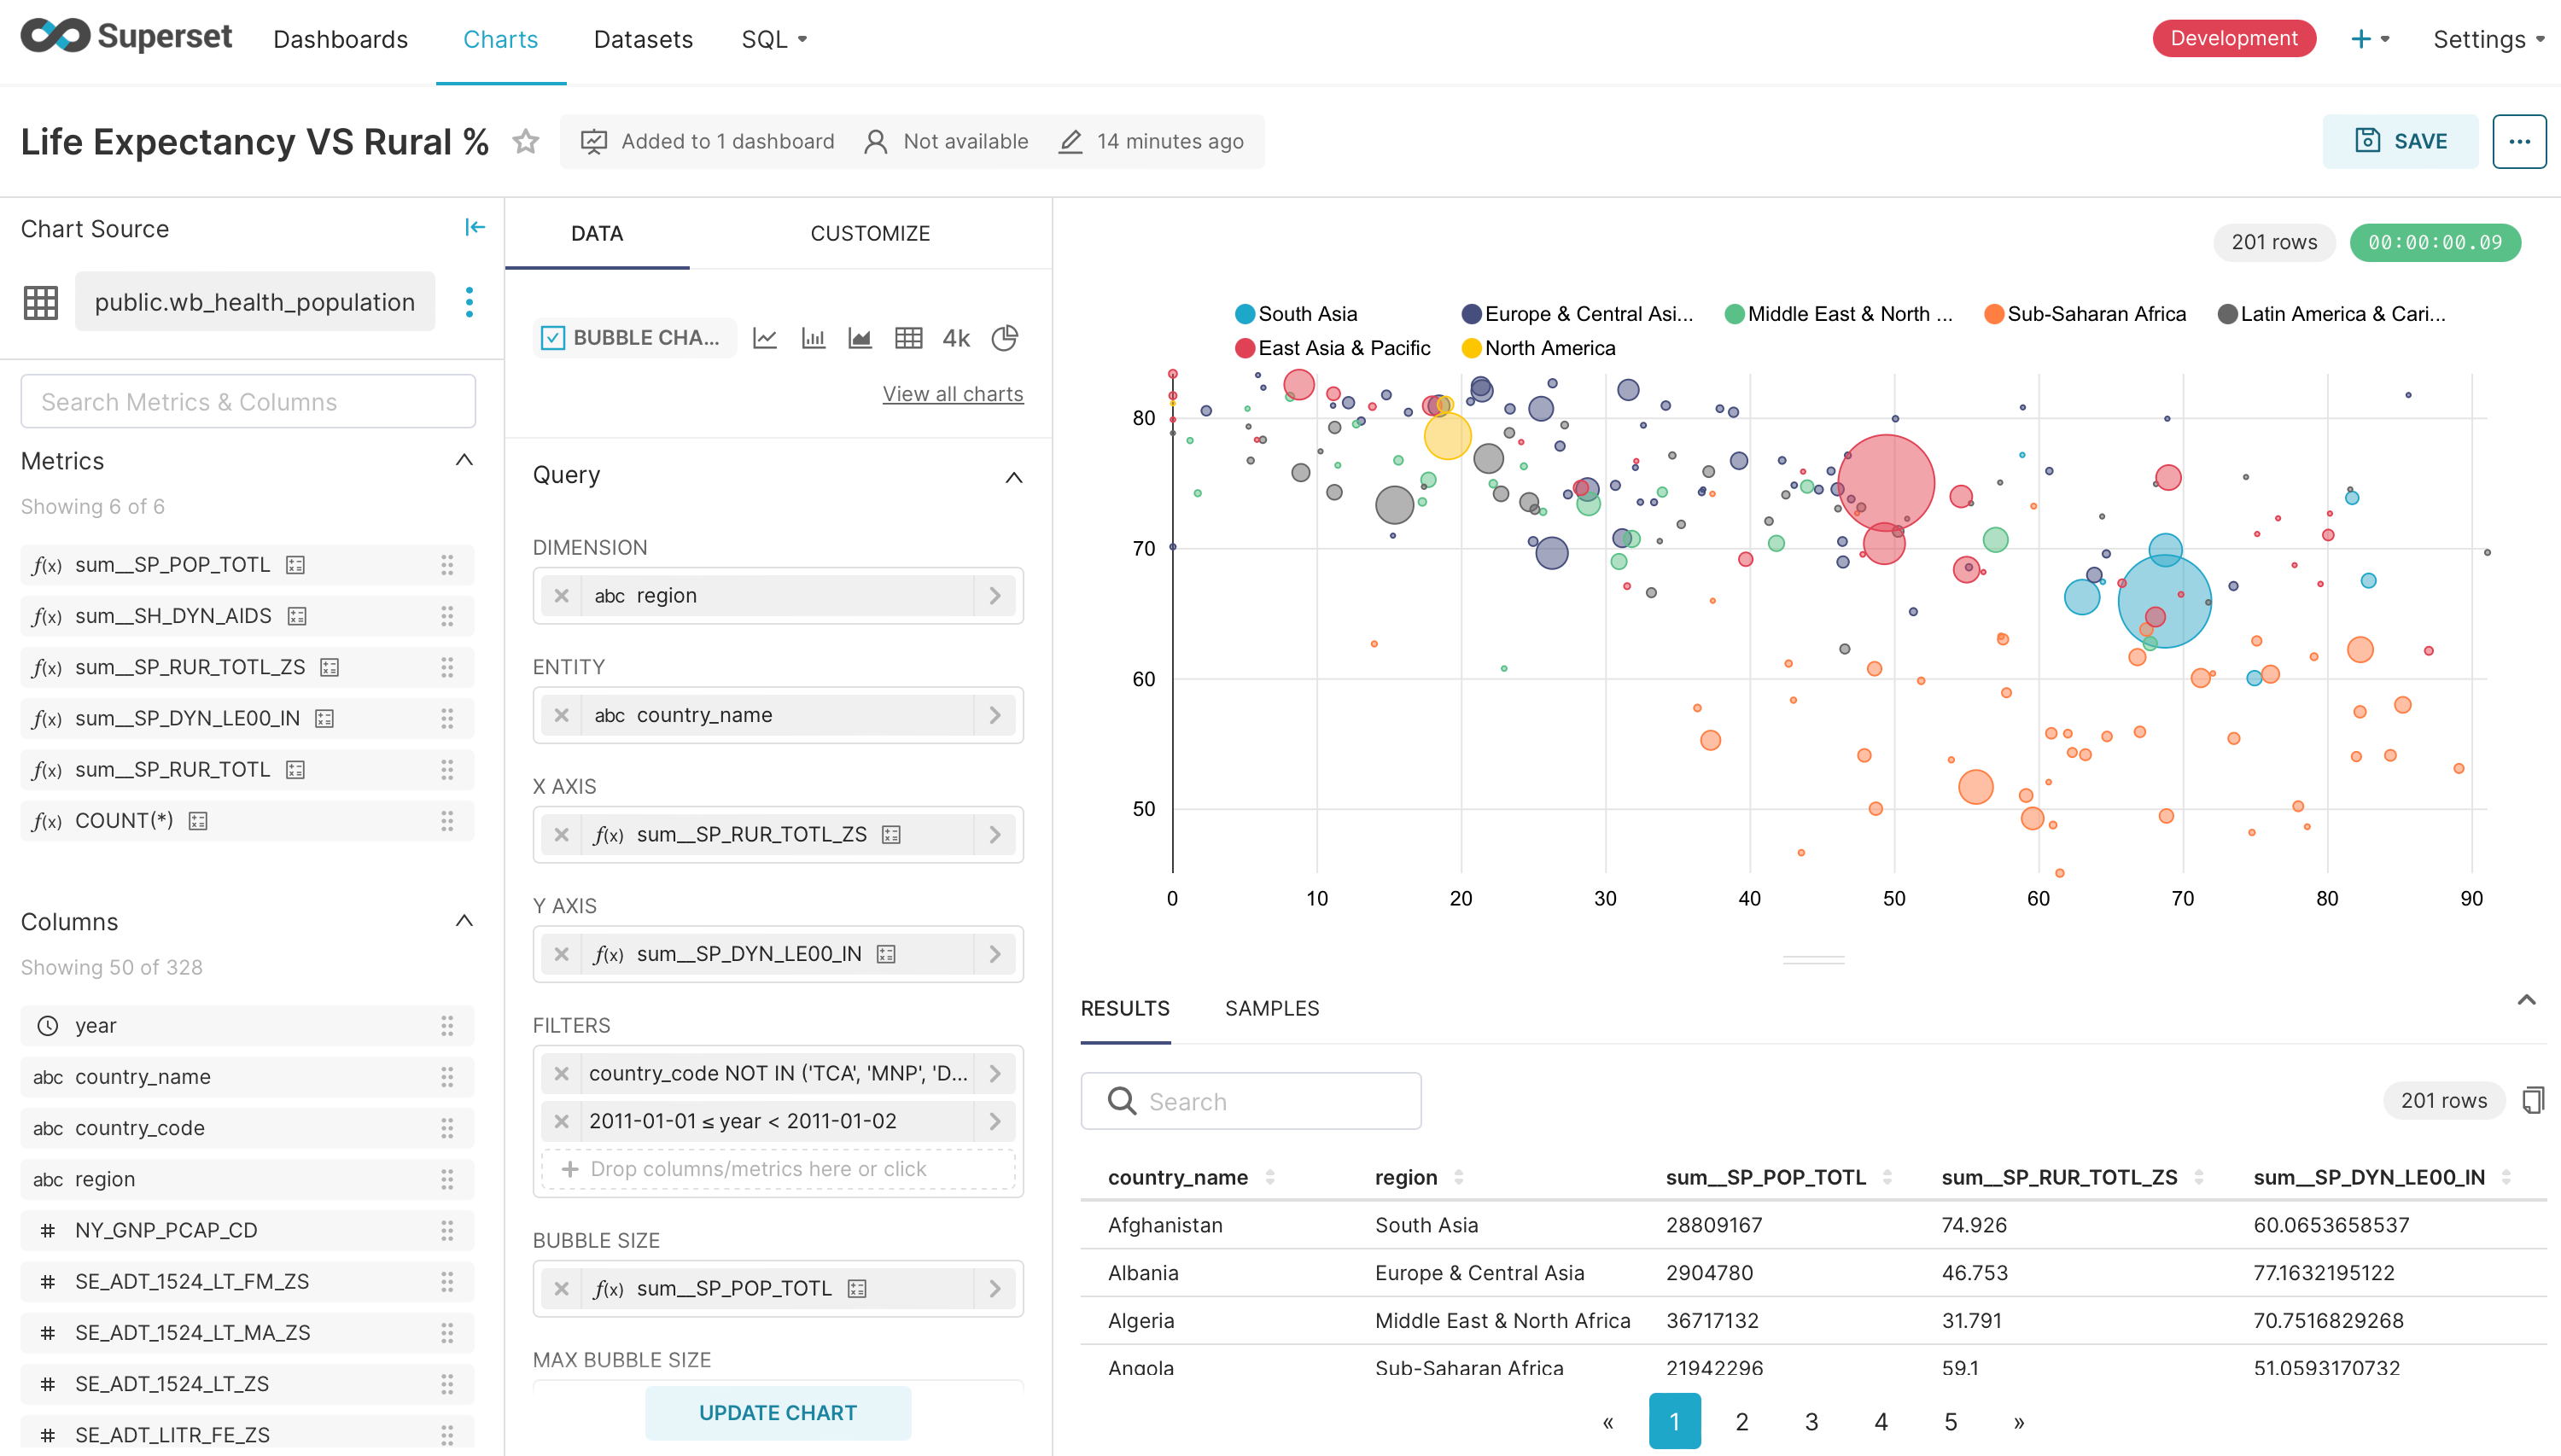 Superset
Dashboards
Charts
Datasets
SQL
Development
Settings
Life Expectancy VS Rural %
Added to 1 dashboard
Not available
14 minutes ago
SAVE
Chart Source
public.wb_health_population
Search Metrics & Columns
Metrics
Showing 6 of 6
f(x) sum__SP_POP_TOTL
f(x) sum__SH_DYN_AIDS
f(x) sum__SP_RUR_TOTL_ZS
f(x) sum__SP_DYN_LE00_IN
f(x) sum__SP_RUR_TOTL
f(x) COUNT(*)
Columns
Showing 50 of 328
year
abc country_name
abc country_code
abc region
# NY_GNP_PCAP_CD
# SE_ADT_1524_LT_FM_ZS
# SE_ADT_1524_LT_MA_ZS
# SE_ADT_1524_LT_ZS
# SE_ADT_LITR_FE_ZS
DATA
CUSTOMIZE
BUBBLE CHA...
4k
View all charts
Query
DIMENSION
abc region
ENTITY
abc country_name
X AXIS
f(x) sum__SP_RUR_TOTL_ZS
Y AXIS
f(x) sum__SP_DYN_LE00_IN
FILTERS
country_code NOT IN ('TCA', 'MNP', 'D...
2011-01-01 ≤ year < 2011-01-02
+ Drop columns/metrics here or click
BUBBLE SIZE
f(x) sum__SP_POP_TOTL
MAX BUBBLE SIZE
UPDATE CHART
201 rows
00:00:00.09
South Asia
Europe & Central Asi...
Middle East & North ...
Sub-Saharan Africa
Latin America & Cari...
East Asia & Pacific
North America
80
70
60
50
0 10 20 30 40 50 60 70 80 90
RESULTS
SAMPLES
Search
201 rows
country_name region sum__SP_POP_TOTL sum__SP_RUR_TOTL_ZS sum__SP_DYN_LE00_IN
Afghanistan South Asia 28809167 74.926 60.0653658537
Albania Europe & Central Asia 2904780 46.753 77.1632195122
Algeria Middle East & North Africa 36717132 31.791 70.7516829268
Angola Sub-Saharan Africa 21942296 59.1 51.0593170732
« 1 2 3 4 5 »